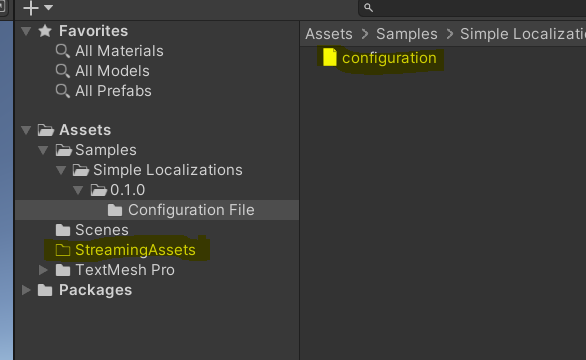 Favorites
All Materials
All Models
All Prefabs
Assets
Samples
Simple Localizations
0.1.0
Configuration File
Scenes
StreamingAssets
TextMesh Pro
Packages
Assets > Samples > Simple Localizati
configuration